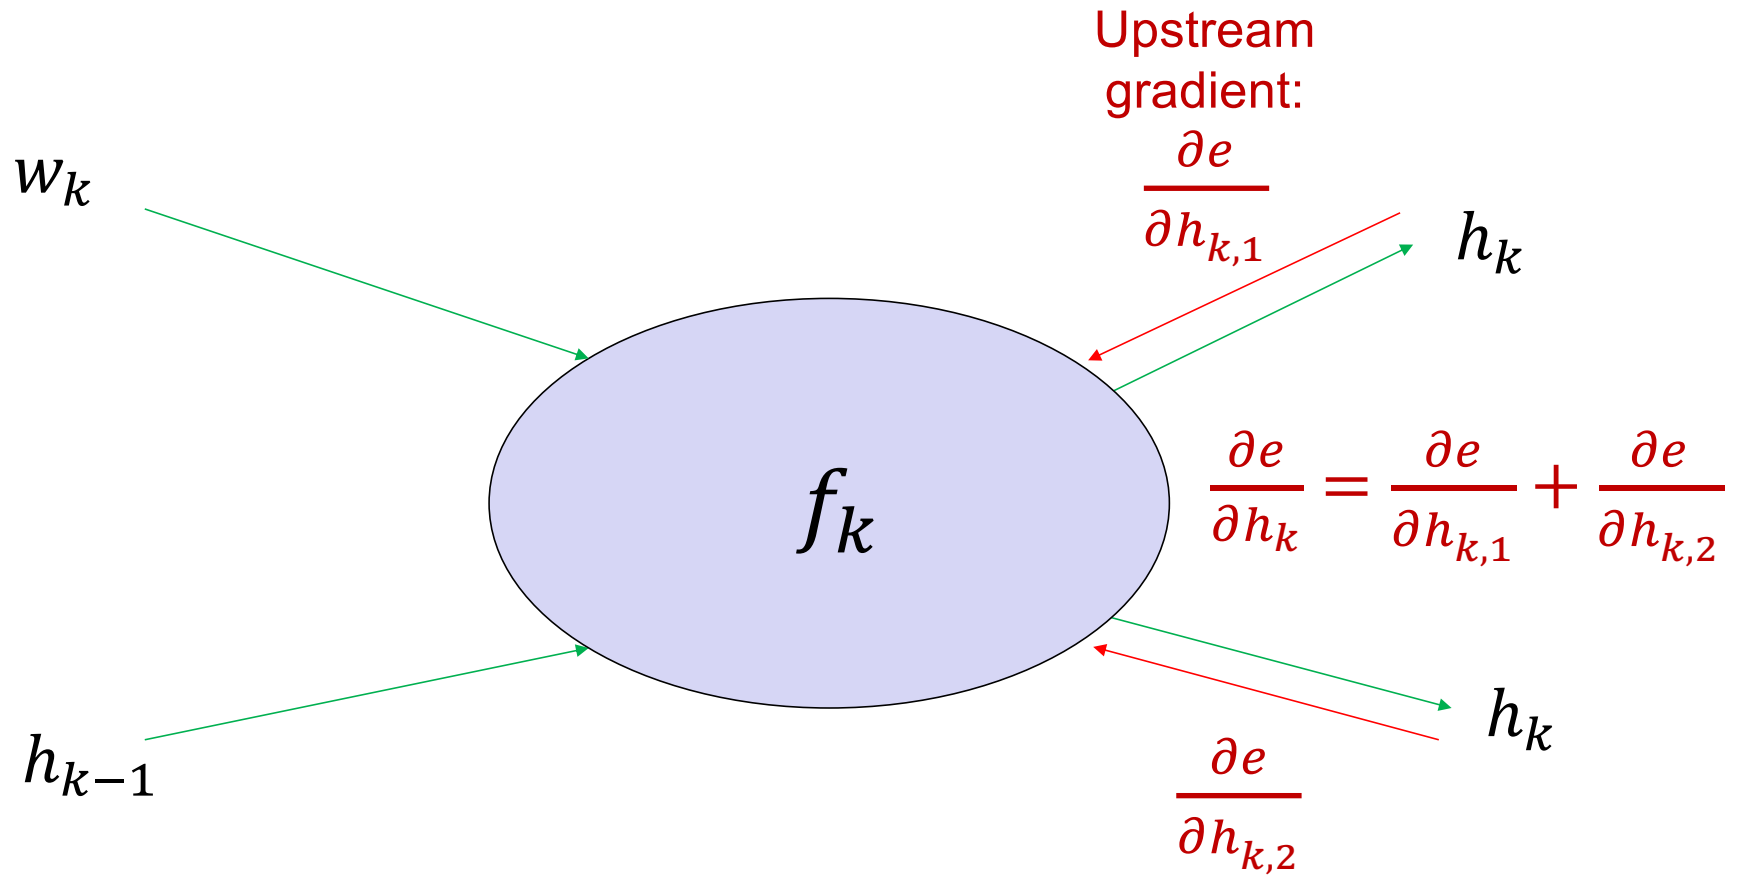 Upstream
gradient:
∂e
∂h_{k,1}
w_k
h_k
f_k
∂e/∂h_k = ∂e/∂h_{k,1} + ∂e/∂h_{k,2}
h_{k−1}
h_k
∂e
∂h_{k,2}